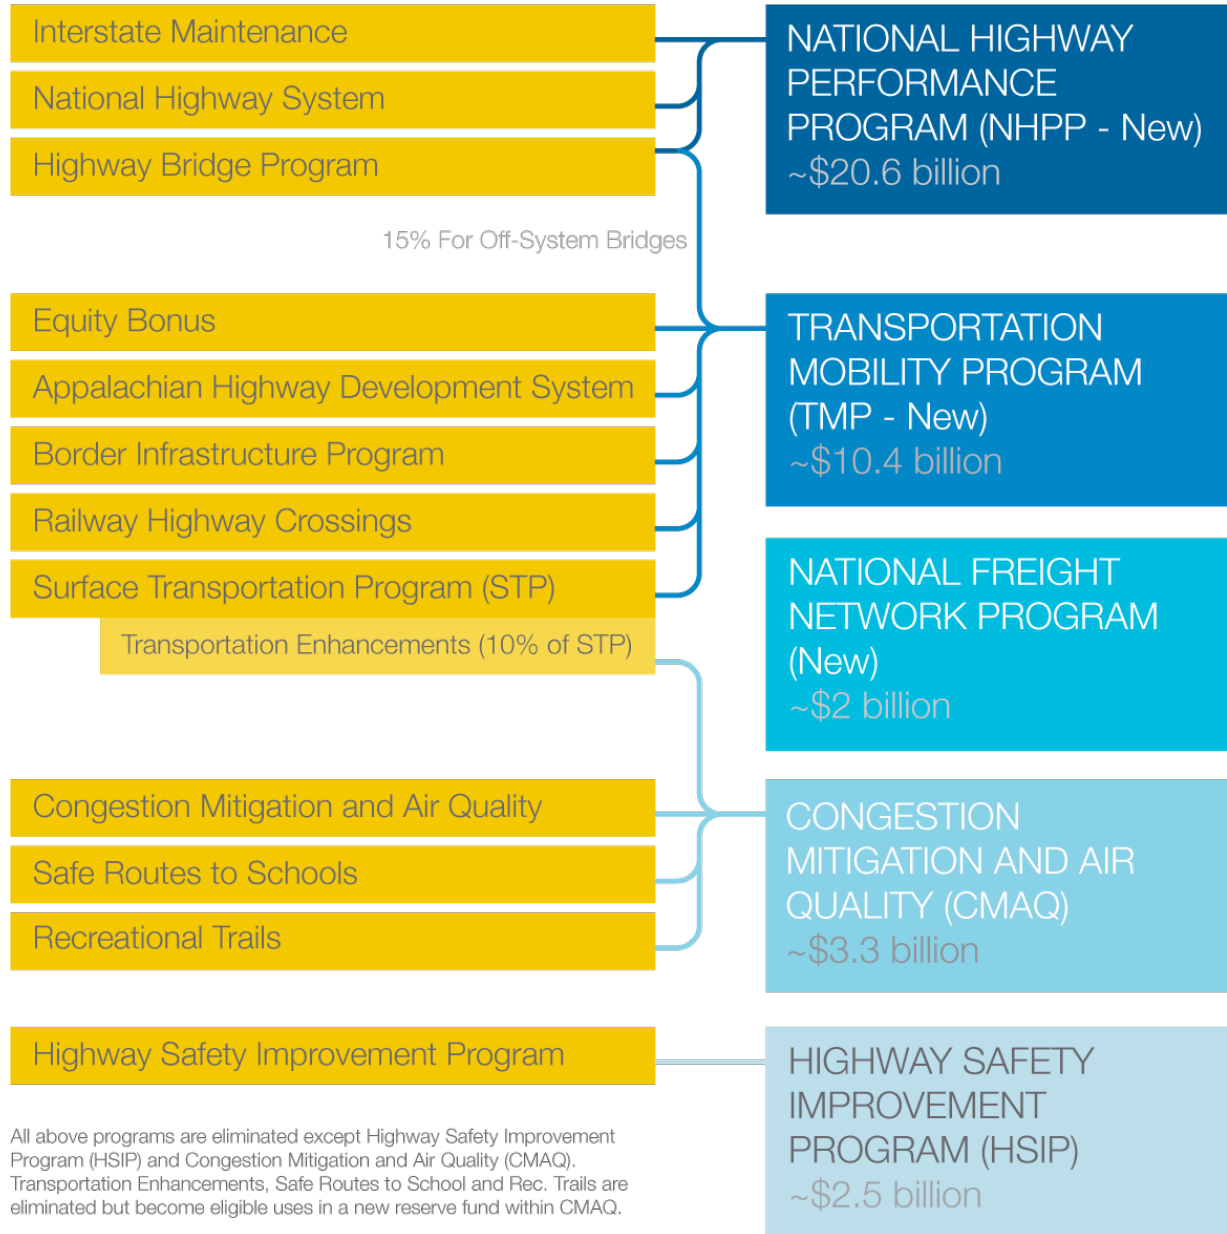 Interstate Maintenance
National Highway System
Highway Bridge Program
15% For Off-System Bridges
Equity Bonus
Appalachian Highway Development System
Border Infrastructure Program
Railway Highway Crossings
Surface Transportation Program (STP)
Transportation Enhancements (10% of STP)
Congestion Mitigation and Air Quality
Safe Routes to Schools
Recreational Trails
Highway Safety Improvement Program
All above programs are eliminated except Highway Safety Improvement
Program (HSIP) and Congestion Mitigation and Air Quality (CMAQ).
Transportation Enhancements, Safe Routes to School and Rec. Trails are
eliminated but become eligible uses in a new reserve fund within CMAQ.
NATIONAL HIGHWAY
PERFORMANCE
PROGRAM (NHPP - New)
~$20.6 billion
TRANSPORTATION
MOBILITY PROGRAM
(TMP - New)
~$10.4 billion
NATIONAL FREIGHT
NETWORK PROGRAM
(New)
~$2 billion
CONGESTION
MITIGATION AND AIR
QUALITY (CMAQ)
~$3.3 billion
HIGHWAY SAFETY
IMPROVEMENT
PROGRAM (HSIP)
~$2.5 billion